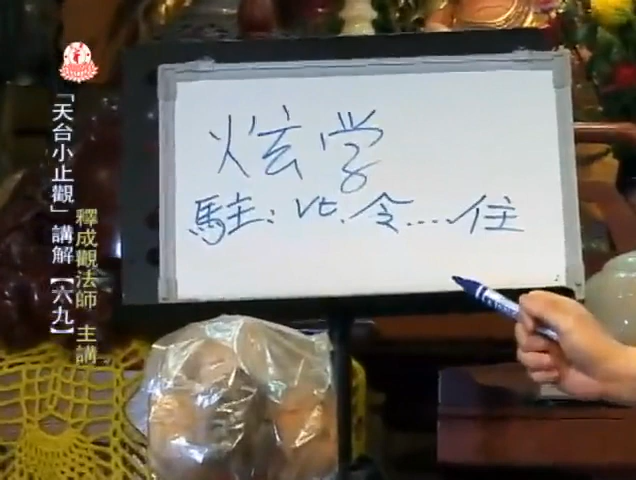 「天台小止觀」講解【六九】
釋成觀法師 主講
炫学
駐：vt. 令....住